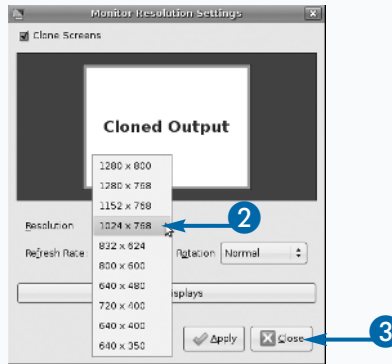 Monitor Resolution Settings
Clone Screens
Cloned Output
1280 x 800
1280 x 768
1152 x 768
Resolution 1024 x 768 2
832 x 624
Refresh Rate: Rotation Normal
800 x 600
640 x 480
isplays
720 x 400
640 x 400
Apply Close 3
640 x 350